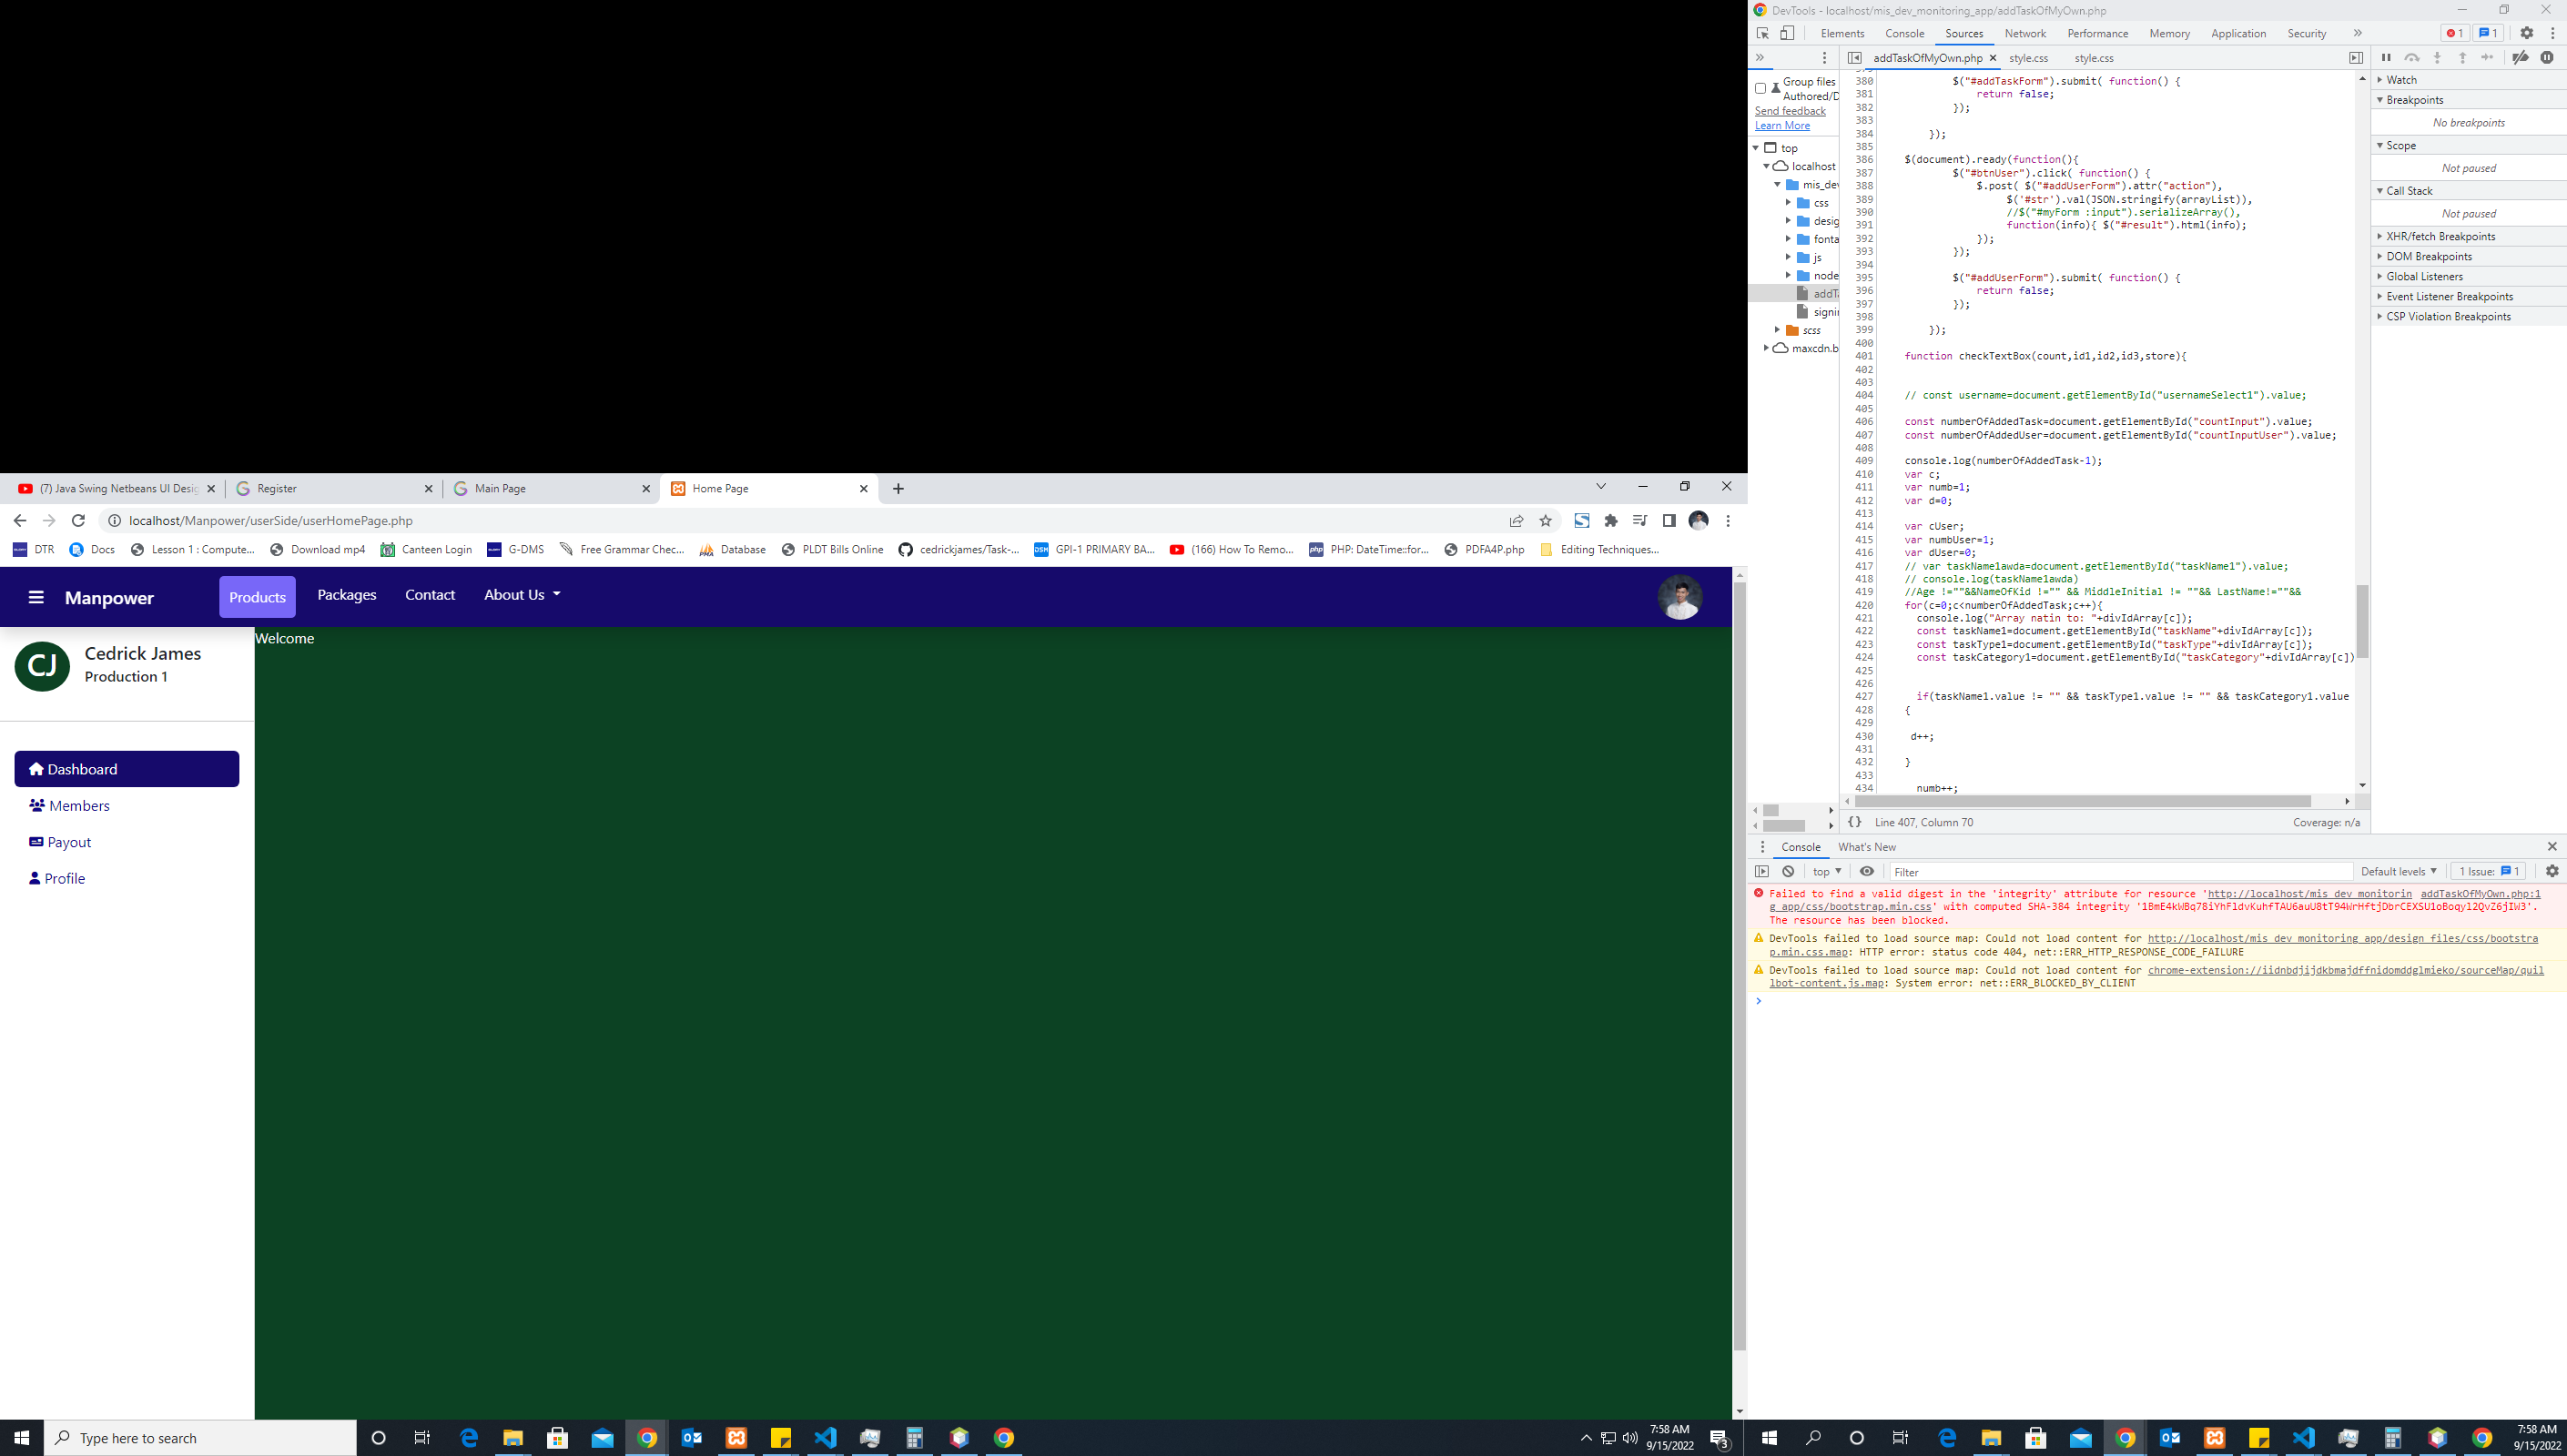 (7) Java Swing Netbeans UI Desig
Register
Main Page
Home Page
localhost/Manpower/userSide/userHomePage.php
DTR
Docs
Lesson 1 : Compute...
Download mp4
Canteen Login
G-DMS
Free Grammar Chec...
Database
PLDT Bills Online
cedrickjames/Task-...
GPI-1 PRIMARY BA...
(166) How To Remo...
PHP: DateTime::for...
PDFA4P.php
Editing Techniques...
Manpower
Products
Packages
Contact
About Us
CJ
Cedrick James
Production 1
Welcome
Dashboard
Members
Payout
Profile
DevTools - localhost/mis_dev_monitoring_app/addTaskOfMyOwn.php
Elements
Console
Sources
Network
Performance
Memory
Application
Security
1
1
addTaskOfMyOwn.php
style.css
style.css
Group files
Authored/D
Send feedback
Learn More
top
localhost
mis_dev
css
desig
fonta
js
node
addTa
signi
scss
maxcdn.b
380 $("#addTaskForm").submit( function() {
381 return false;
382 });
383
384 });
385
386 $(document).ready(function(){
387 $("#btnUser").click( function() {
388 $.post( $("#addUserForm").attr("action"),
389 $('#str').val(JSON.stringify(arrayList)),
390 //$("#myForm :input").serializeArray(),
391 function(info){ $("#result").html(info);
392 });
393 });
394
395 $("#addUserForm").submit( function() {
396 return false;
397 });
398
399 });
400
401 function checkTextBox(count,id1,id2,id3,store){
402
403
404 // const username=document.getElementById("usernameSelect1").value;
405
406 const numberOfAddedTask=document.getElementById("countInput").value;
407 const numberOfAddedUser=document.getElementById("countInputUser").value;
408
409 console.log(numberOfAddedTask-1);
410 var c;
411 var numb=1;
412 var d=0;
413
414 var cUser;
415 var numbUser=1;
416 var dUser=0;
417 // var taskName1awda=document.getElementById("taskName1").value;
418 // console.log(taskName1awda)
419 //Age !=""&&NameOfKid !="" && MiddleInitial != ""&& LastName!=""&&
420 for(c=0;c<numberOfAddedTask;c++){
421 console.log("Array natin to: "+divIdArray[c]);
422 const taskName1=document.getElementById("taskName"+divIdArray[c]);
423 const taskType1=document.getElementById("taskType"+divIdArray[c]);
424 const taskCategory1=document.getElementById("taskCategory"+divIdArray[c])
425
426
427 if(taskName1.value != "" && taskType1.value != "" && taskCategory1.value
428 {
429
430 d++;
431
432 }
433
434 numb++;
Line 407, Column 70
Coverage: n/a
Watch
Breakpoints
No breakpoints
Scope
Not paused
Call Stack
Not paused
XHR/fetch Breakpoints
DOM Breakpoints
Global Listeners
Event Listener Breakpoints
CSP Violation Breakpoints
Console
What's New
top
Filter
Default levels
1 Issue: 1
Failed to find a valid digest in the 'integrity' attribute for resource 'http://localhost/mis_dev_monitorin addTaskOfMyOwn.php:1
g_app/css/bootstrap.min.css' with computed SHA-384 integrity '1BmE4kWBq78iYhFldvKuhfTAU6auU8tT94WrHftjDbrCEXSU1oBoqyl2QvZ6jIW3'.
The resource has been blocked.
DevTools failed to load source map: Could not load content for http://localhost/mis_dev_monitoring_app/design_files/css/bootstra
p.min.css.map: HTTP error: status code 404, net::ERR_HTTP_RESPONSE_CODE_FAILURE
DevTools failed to load source map: Could not load content for chrome-extension://iidnbdjijdkbmajdffnidomddglmieko/sourceMap/quil
lbot-content.js.map: System error: net::ERR_BLOCKED_BY_CLIENT
Type here to search
7:58 AM
9/15/2022
3
7:58 AM
9/15/2022